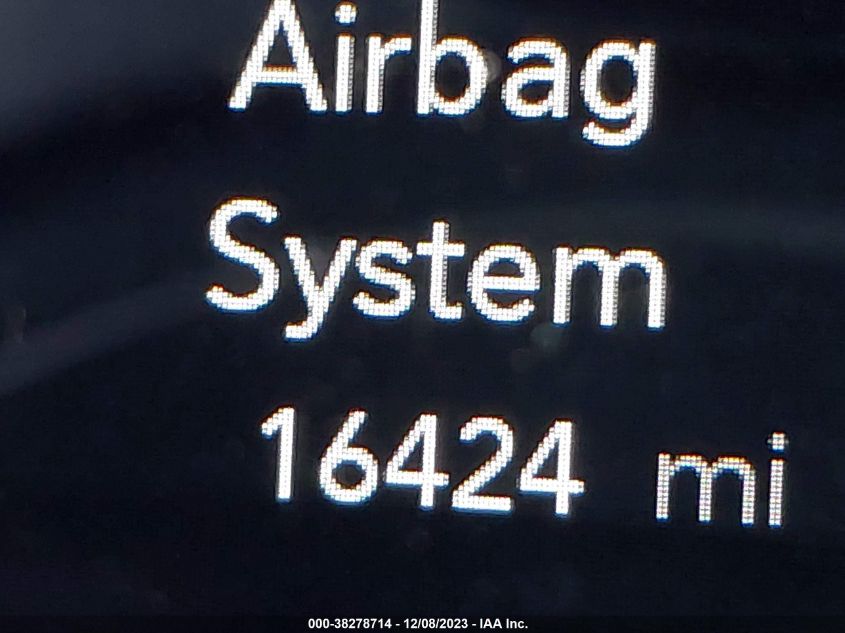 Airbag
System
16424 mi
000-38278714 - 12/08/2023 - IAA Inc.